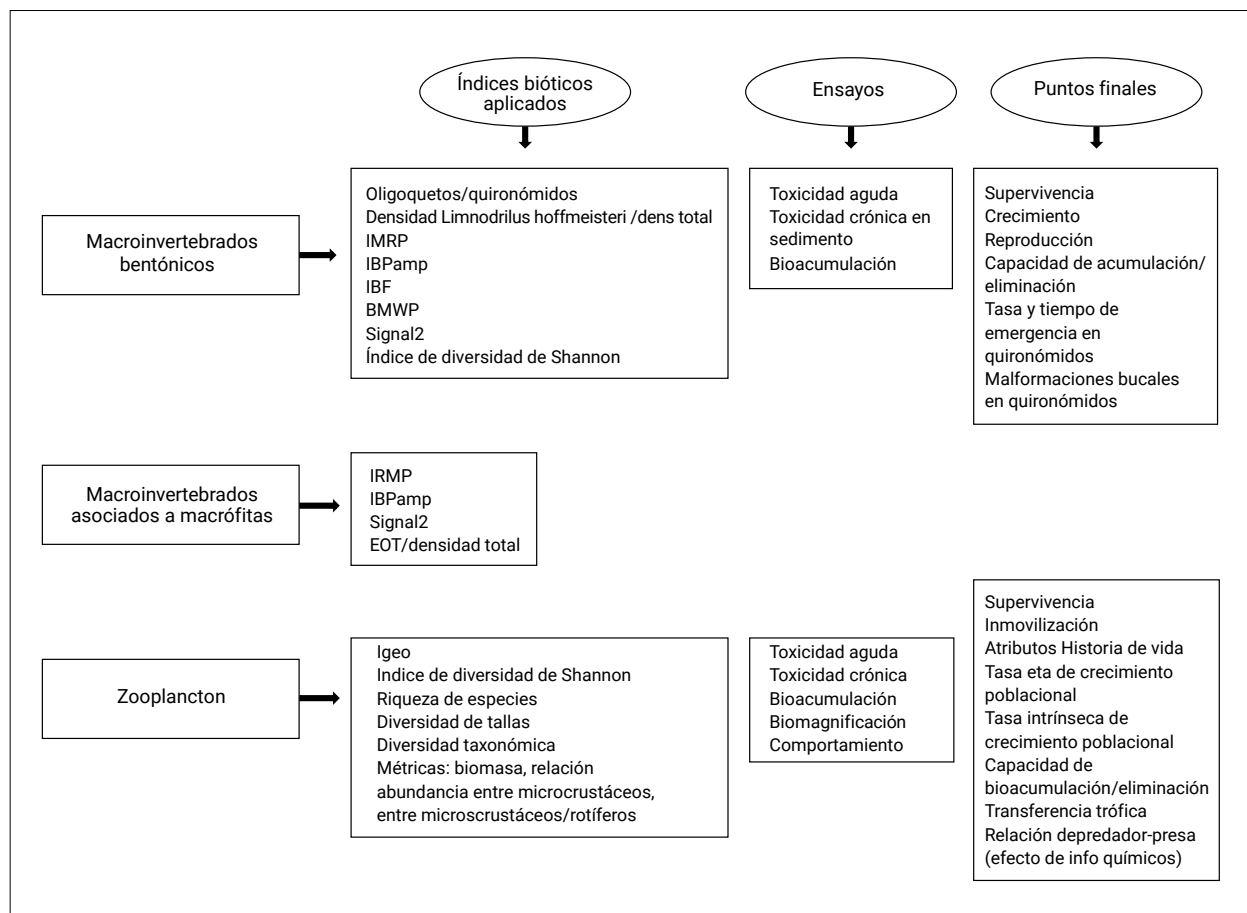 Índices bióticos
aplicados
Ensayos
Puntos finales
Macroinvertebrados
bentónicos
Oligoquetos/quironómidos
Densidad Limnodrilus hoffmeisteri /dens total
IMRP
IBPamp
IBF
BMWP
Signal2
Índice de diversidad de Shannon
Toxicidad aguda
Toxicidad crónica en
sedimento
Bioacumulación
Supervivencia
Crecimiento
Reproducción
Capacidad de acumulación/
eliminación
Tasa y tiempo de
emergencia en
quironómidos
Malformaciones bucales
en quironómidos
Macroinvertebrados
asociados a macrófitas
IRMP
IBPamp
Signal2
EOT/densidad total
Zooplancton
Igeo
Indice de diversidad de Shannon
Riqueza de especies
Diversidad de tallas
Diversidad taxonómica
Métricas: biomasa, relación
abundancia entre microcrustáceos,
entre microscrustáceos/rotíferos
Toxicidad aguda
Toxicidad crónica
Bioacumulación
Biomagnificación
Comportamiento
Supervivencia
Inmovilización
Atributos Historia de vida
Tasa eta de crecimiento
poblacional
Tasa intrínseca de
crecimiento poblacional
Capacidad de
bioacumulación/eliminación
Transferencia trófica
Relación depredador-presa
(efecto de info químicos)